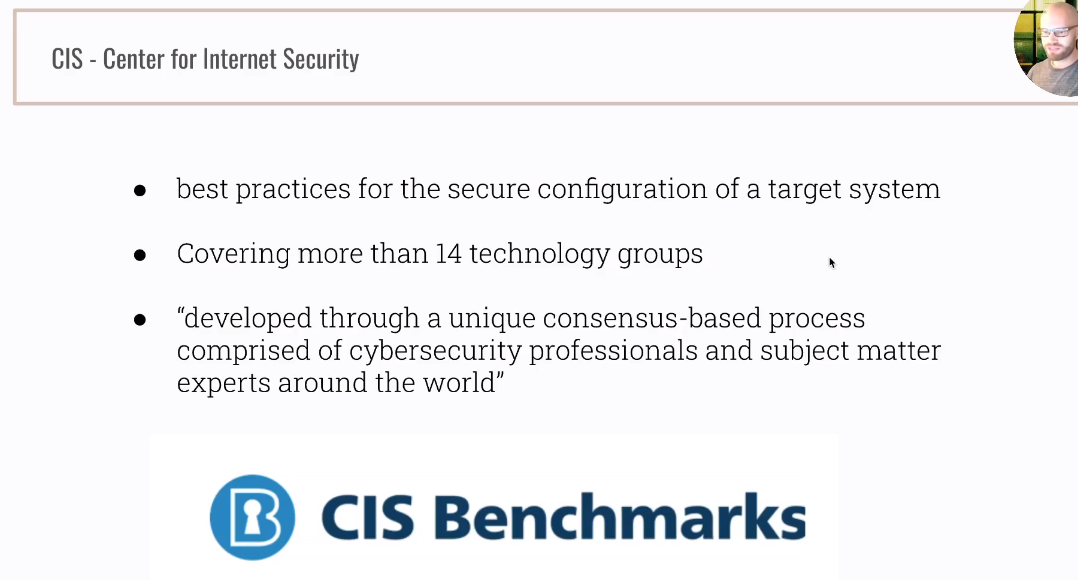 CIS - Center for Internet Security
● best practices for the secure configuration of a target system
● Covering more than 14 technology groups
● “developed through a unique consensus-based process
comprised of cybersecurity professionals and subject matter
experts around the world”
B CIS Benchmarks